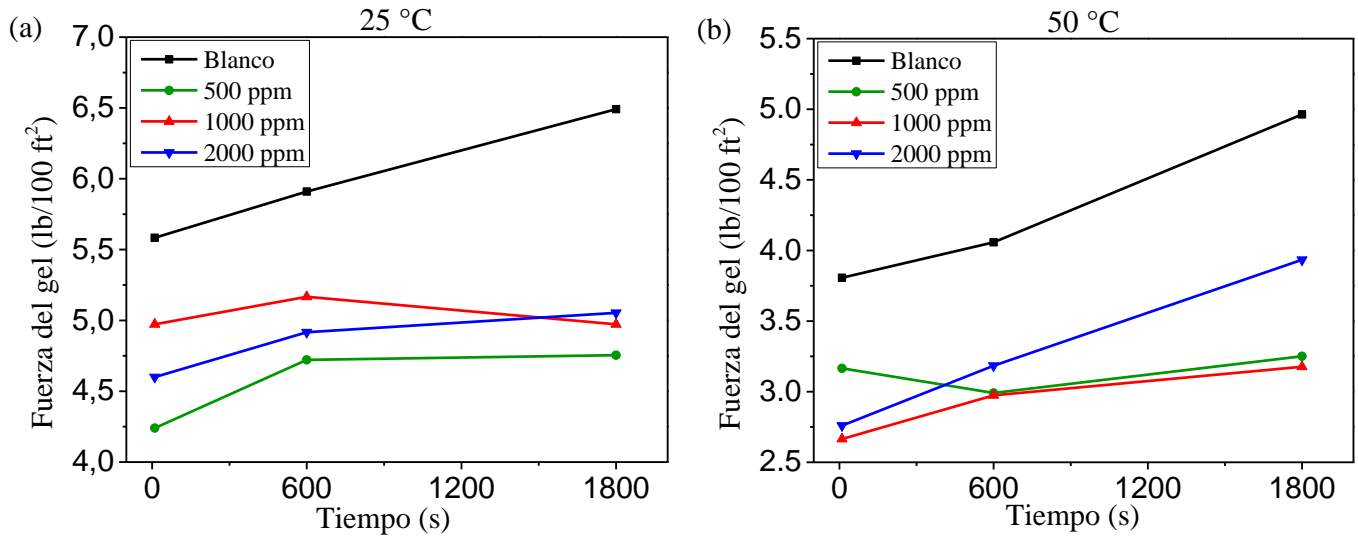 (a)
25 °C
7,0
6,5
6,0
5,5
5,0
4,5
4,0
Fuerza del gel (lb/100 ft²)
Blanco
500 ppm
1000 ppm
2000 ppm
0 600 1200 1800
Tiempo (s)
(b)
50 °C
5.5
5.0
4.5
4.0
3.5
3.0
2.5
Fuerza del gel (lb/100 ft²)
Blanco
500 ppm
1000 ppm
2000 ppm
0 600 1200 1800
Tiempo (s)